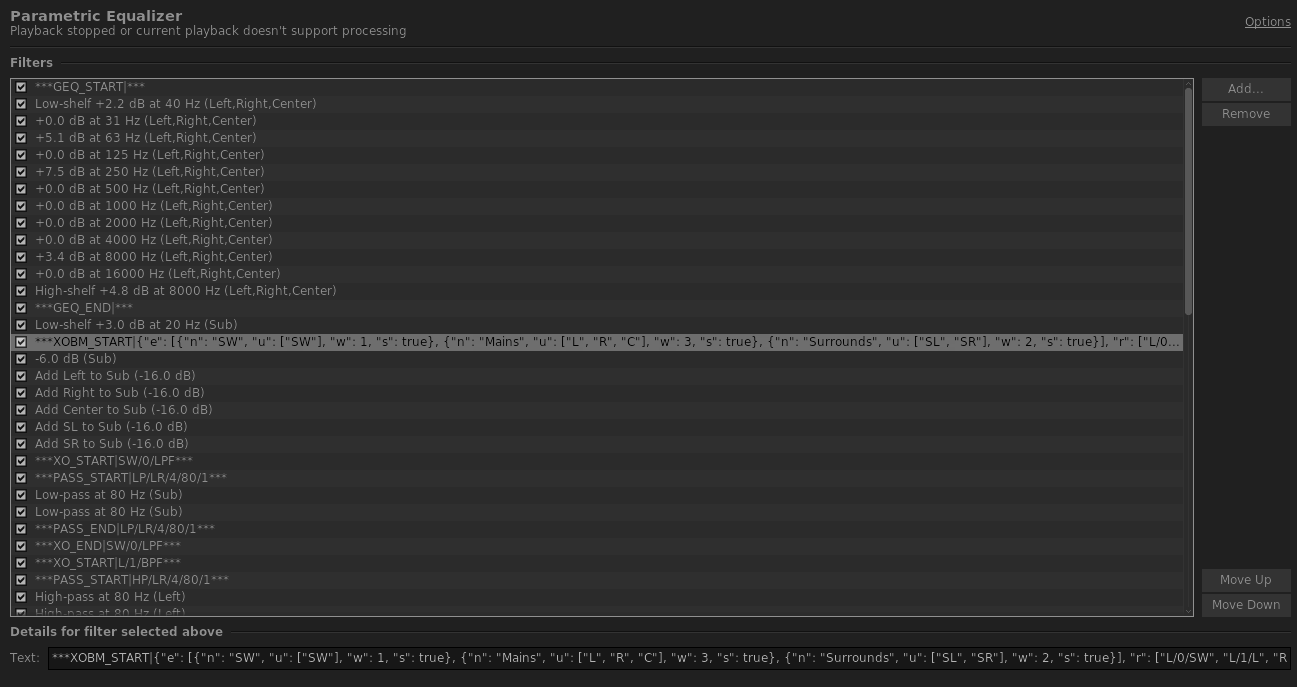 Parametric Equalizer
Playback stopped or current playback doesn't support processing
Options
Filters
***GEQ_START|***
Low-shelf +2.2 dB at 40 Hz (Left,Right,Center)
+0.0 dB at 31 Hz (Left,Right,Center)
+5.1 dB at 63 Hz (Left,Right,Center)
+0.0 dB at 125 Hz (Left,Right,Center)
+7.5 dB at 250 Hz (Left,Right,Center)
+0.0 dB at 500 Hz (Left,Right,Center)
+0.0 dB at 1000 Hz (Left,Right,Center)
+0.0 dB at 2000 Hz (Left,Right,Center)
+0.0 dB at 4000 Hz (Left,Right,Center)
+3.4 dB at 8000 Hz (Left,Right,Center)
+0.0 dB at 16000 Hz (Left,Right,Center)
High-shelf +4.8 dB at 8000 Hz (Left,Right,Center)
***GEQ_END|***
Low-shelf +3.0 dB at 20 Hz (Sub)
***XOBM_START|{"e": [{"n": "SW", "u": ["SW"], "w": 1, "s": true}, {"n": "Mains", "u": ["L", "R", "C"], "w": 3, "s": true}, {"n": "Surrounds", "u": ["SL", "SR"], "w": 2, "s": true}], "r": ["L/0...
-6.0 dB (Sub)
Add Left to Sub (-16.0 dB)
Add Right to Sub (-16.0 dB)
Add Center to Sub (-16.0 dB)
Add SL to Sub (-16.0 dB)
Add SR to Sub (-16.0 dB)
***XO_START|SW/0/LPF***
***PASS_START|LP/LR/4/80/1***
Low-pass at 80 Hz (Sub)
Low-pass at 80 Hz (Sub)
***PASS_END|LP/LR/4/80/1***
***XO_END|SW/0/LPF***
***XO_START|L/1/BPF***
***PASS_START|HP/LR/4/80/1***
High-pass at 80 Hz (Left)
High-pass at 80 Hz (Left)
Add...
Remove
Move Up
Move Down
Details for filter selected above
Text: ***XOBM_START|{"e": [{"n": "SW", "u": ["SW"], "w": 1, "s": true}, {"n": "Mains", "u": ["L", "R", "C"], "w": 3, "s": true}, {"n": "Surrounds", "u": ["SL", "SR"], "w": 2, "s": true}], "r": ["L/0/SW", "L/1/L", "R